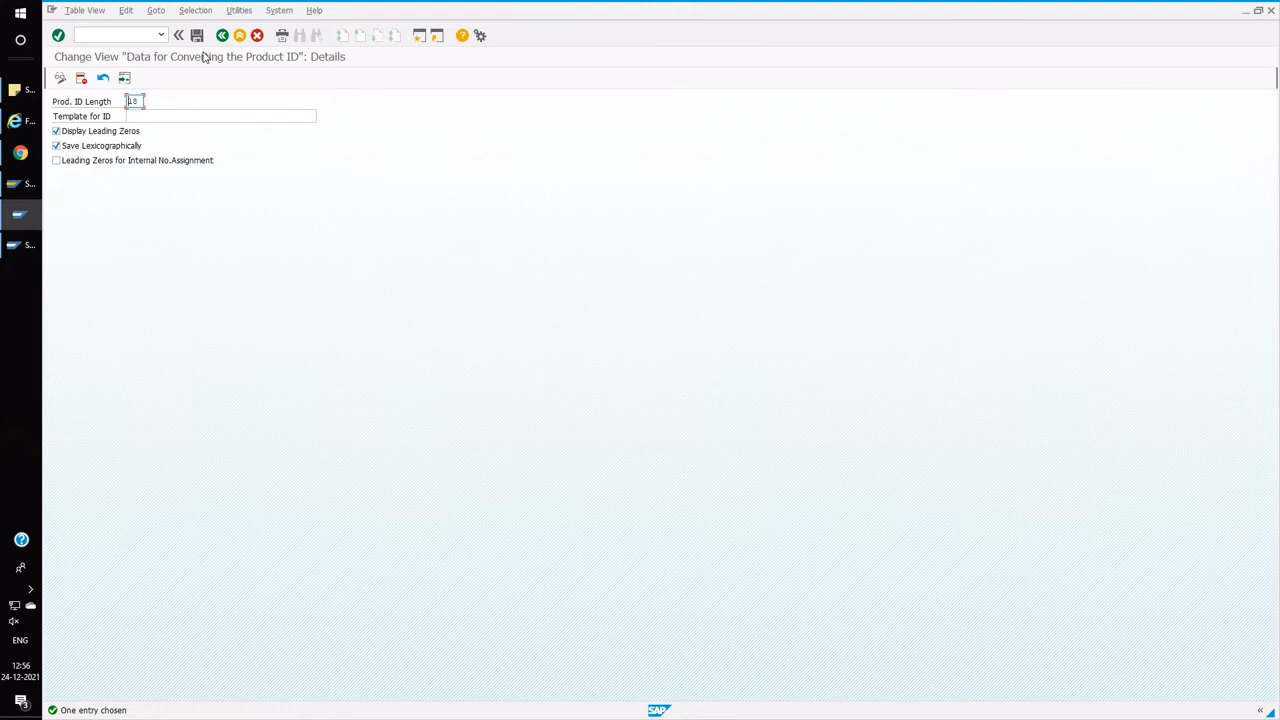 Table View Edit Goto Selection Utilities System Help
Change View "Data for Converting the Product ID": Details
Prod. ID Length 18
Template for ID
Display Leading Zeros
Save Lexicographically
Leading Zeros for Internal No.Assignment
S...
F...
S...
S...
ENG
12:56
24-12-2021
3
One entry chosen
SAP